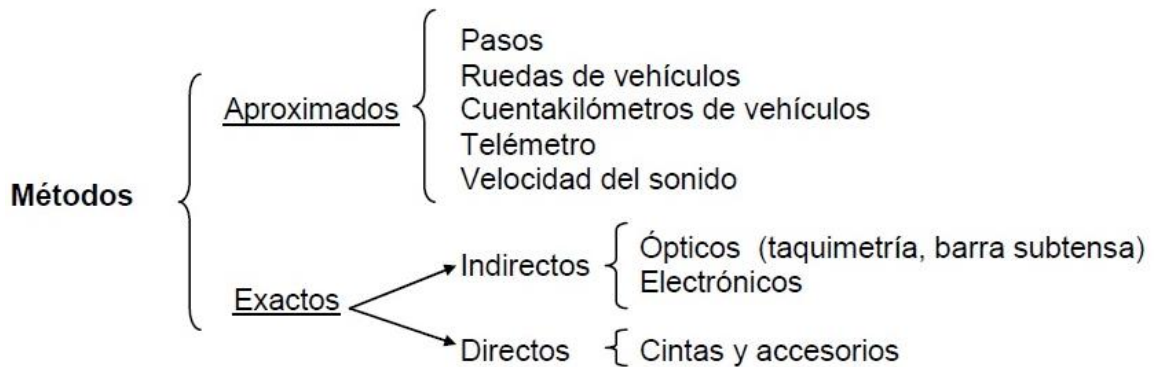 Pasos
Ruedas de vehículos
Aproximados
Cuentakilómetros de vehículos
Telémetro
Velocidad del sonido
Métodos
Ópticos (taquimetría, barra subtensa)
Indirectos
Electrónicos
Exactos
Directos
Cintas y accesorios